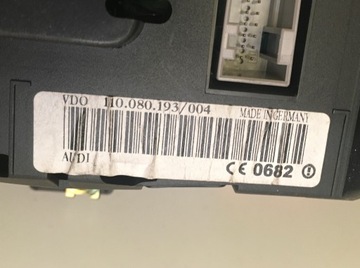 VDO 110.080.193/004 MADE IN GERMANY
AUDI CE 0682